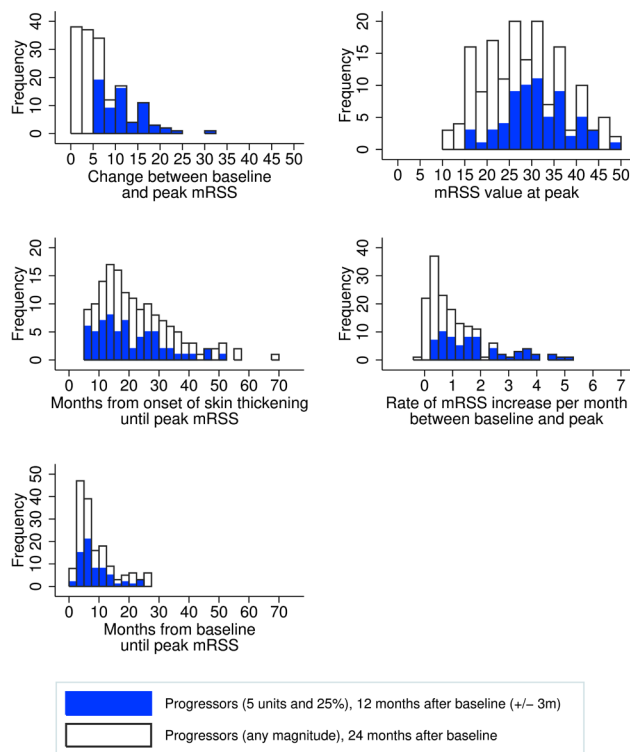 Frequency
0 10 20 30 40
0 5 10 15 20 25 30 35 40 45 50
Change between baseline
and peak mRSS
Frequency
0 5 10 15 20
0 5 10 15 20 25 30 35 40 45 50
mRSS value at peak
Frequency
0 5 10 15 20
0 10 20 30 40 50 60 70
Months from onset of skin thickening
until peak mRSS
Frequency
0 10 20 30 40
0 1 2 3 4 5 6 7
Rate of mRSS increase per month
between baseline and peak
Frequency
0 10 20 30 40 50
0 10 20 30 40 50 60 70
Months from baseline
until peak mRSS
Progressors (5 units and 25%), 12 months after baseline (+/− 3m)
Progressors (any magnitude), 24 months after baseline